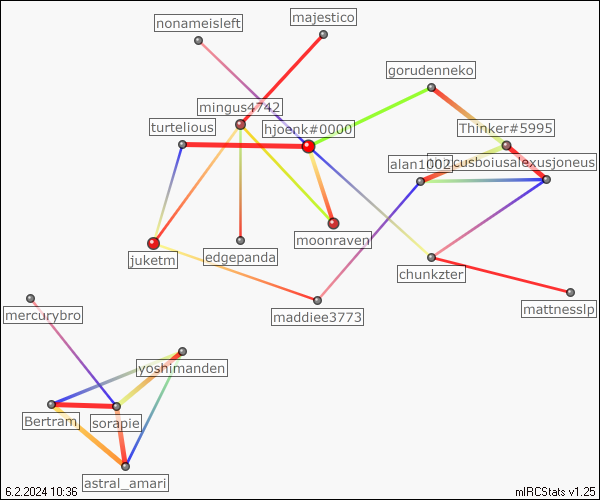 majestico
nonameisleft
gorudenneko
mingus4742
turtelious
hjoenk#0000
Thinker#5995
alan1002
moonraven
edgepanda
juketm
chunkzter
mattnesslp
maddiee3773
mercurybro
yoshimanden
Bertram
sorapie
astral_amari
6.2.2024 10:36
mIRCStats v1.25